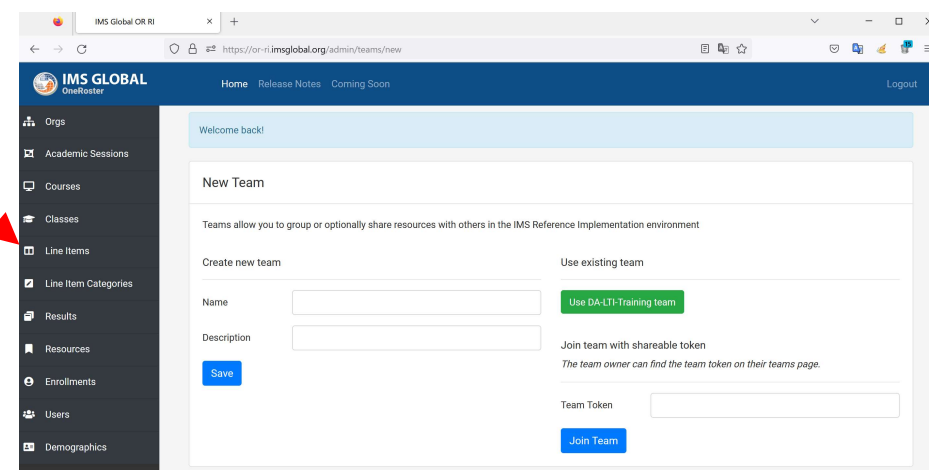 IMS Global OR RI
https://or-ri.imsglobal.org/admin/teams/new
15
IMS GLOBAL
OneRoster
Home Release Notes Coming Soon
Logout
Orgs
Academic Sessions
Courses
Classes
Line Items
Line Item Categories
Results
Resources
Enrollments
Users
Demographics
Welcome back!
New Team
Teams allow you to group or optionally share resources with others in the IMS Reference Implementation environment
Create new team
Name
Description
Save
Use existing team
Use DA-LTI-Training team
Join team with shareable token
The team owner can find the team token on their teams page.
Team Token
Join Team